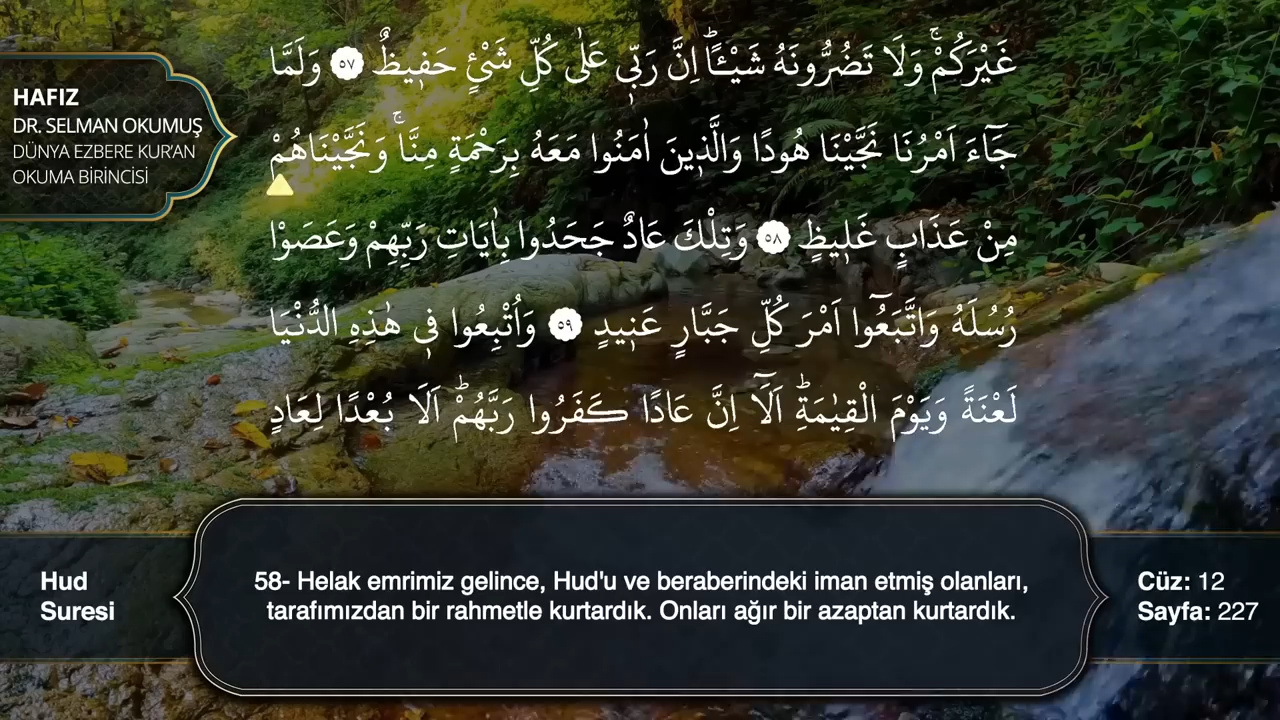 غَيْرَكُمْۚ وَلَا تَضُرُّونَهُ شَيْـًٔاۜ اِنَّ رَبّ۪ي عَلٰى كُلِّ شَيْئٍ حَف۪يظٌ ٥٧ وَلَمَّا
جَٓاءَ اَمْرُنَا نَجَّيْنَا هُودًا وَالَّذ۪ينَ اٰمَنُوا مَعَهُ بِرَحْمَةٍ مِنَّاۚ وَنَجَّيْنَاهُمْ
مِنْ عَذَابٍ غَل۪يظٍ ٥٨ وَتِلْكَ عَادٌ جَحَدُوا بِاٰيَاتِ رَبِّهِمْ وَعَصَوْا
رُسُلَهُ وَاتَّبَعُٓوا اَمْرَ كُلِّ جَبَّارٍ عَن۪يدٍ ٥٩ وَاُتْبِعُوا ف۪ي هٰذِهِ الدُّنْيَا
لَعْنَةً وَيَوْمَ الْقِيٰمَةِۜ اَلَٓا اِنَّ عَادًا كَفَرُوا رَبَّهُمْۜ اَلَا بُعْدًا لِعَادٍ
HAFIZ
DR. SELMAN OKUMUŞ
DÜNYA EZBERE KUR'AN
OKUMA BİRİNCİSİ
Hud
Suresi
58- Helak emrimiz gelince, Hud'u ve beraberindeki iman etmiş olanları,
tarafımızdan bir rahmetle kurtardık. Onları ağır bir azaptan kurtardık.
Cüz: 12
Sayfa: 227